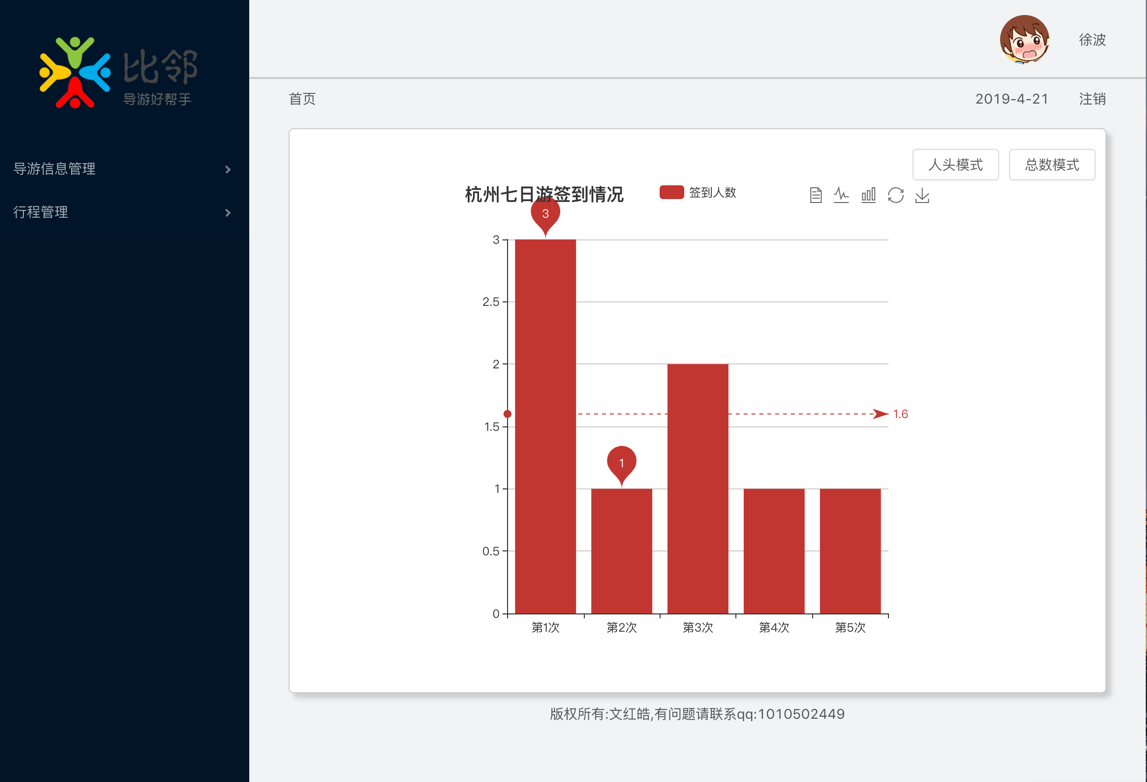 比邻
导游好帮手
导游信息管理
行程管理
徐波
首页
2019-4-21
注销
人头模式
总数模式
杭州七日游签到情况
签到人数
3
3
2.5
2
1.6
1.5
1
1
0.5
0
第1次
第2次
第3次
第4次
第5次
版权所有:文红皓,有问题请联系qq:1010502449